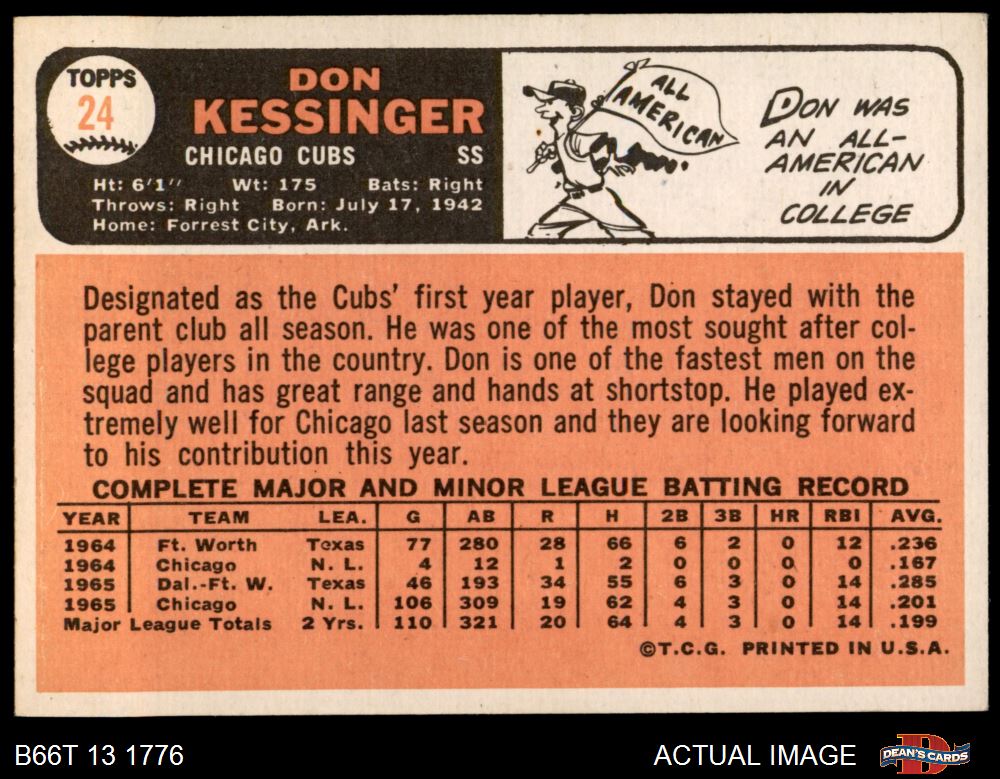 TOPPS
24
DON
KESSINGER
CHICAGO CUBS SS
Ht: 6'1" Wt: 175 Bats: Right
Throws: Right Born: July 17, 1942
Home: Forrest City, Ark.
ALL
AMERICAN
DON WAS
AN ALL-
AMERICAN
IN
COLLEGE
Designated as the Cubs' first year player, Don stayed with the
parent club all season. He was one of the most sought after col-
lege players in the country. Don is one of the fastest men on the
squad and has great range and hands at shortstop. He played ex-
tremely well for Chicago last season and they are looking forward
to his contribution this year.
COMPLETE MAJOR AND MINOR LEAGUE BATTING RECORD
YEAR TEAM LEA. G AB R H 2B 3B HR RBI AVG.
1964 Ft. Worth Texas 77 280 28 66 6 2 0 12 .236
1964 Chicago N. L. 4 12 1 2 0 0 0 0 .167
1965 Dal.-Ft. W. Texas 46 193 34 55 6 3 0 14 .285
1965 Chicago N. L. 106 309 19 62 4 3 0 14 .201
Major League Totals 2 Yrs. 110 321 20 64 4 3 0 14 .199
©T.C.G. PRINTED IN U.S.A.
B66T 13 1776
ACTUAL IMAGE
DEAN'S CARDS